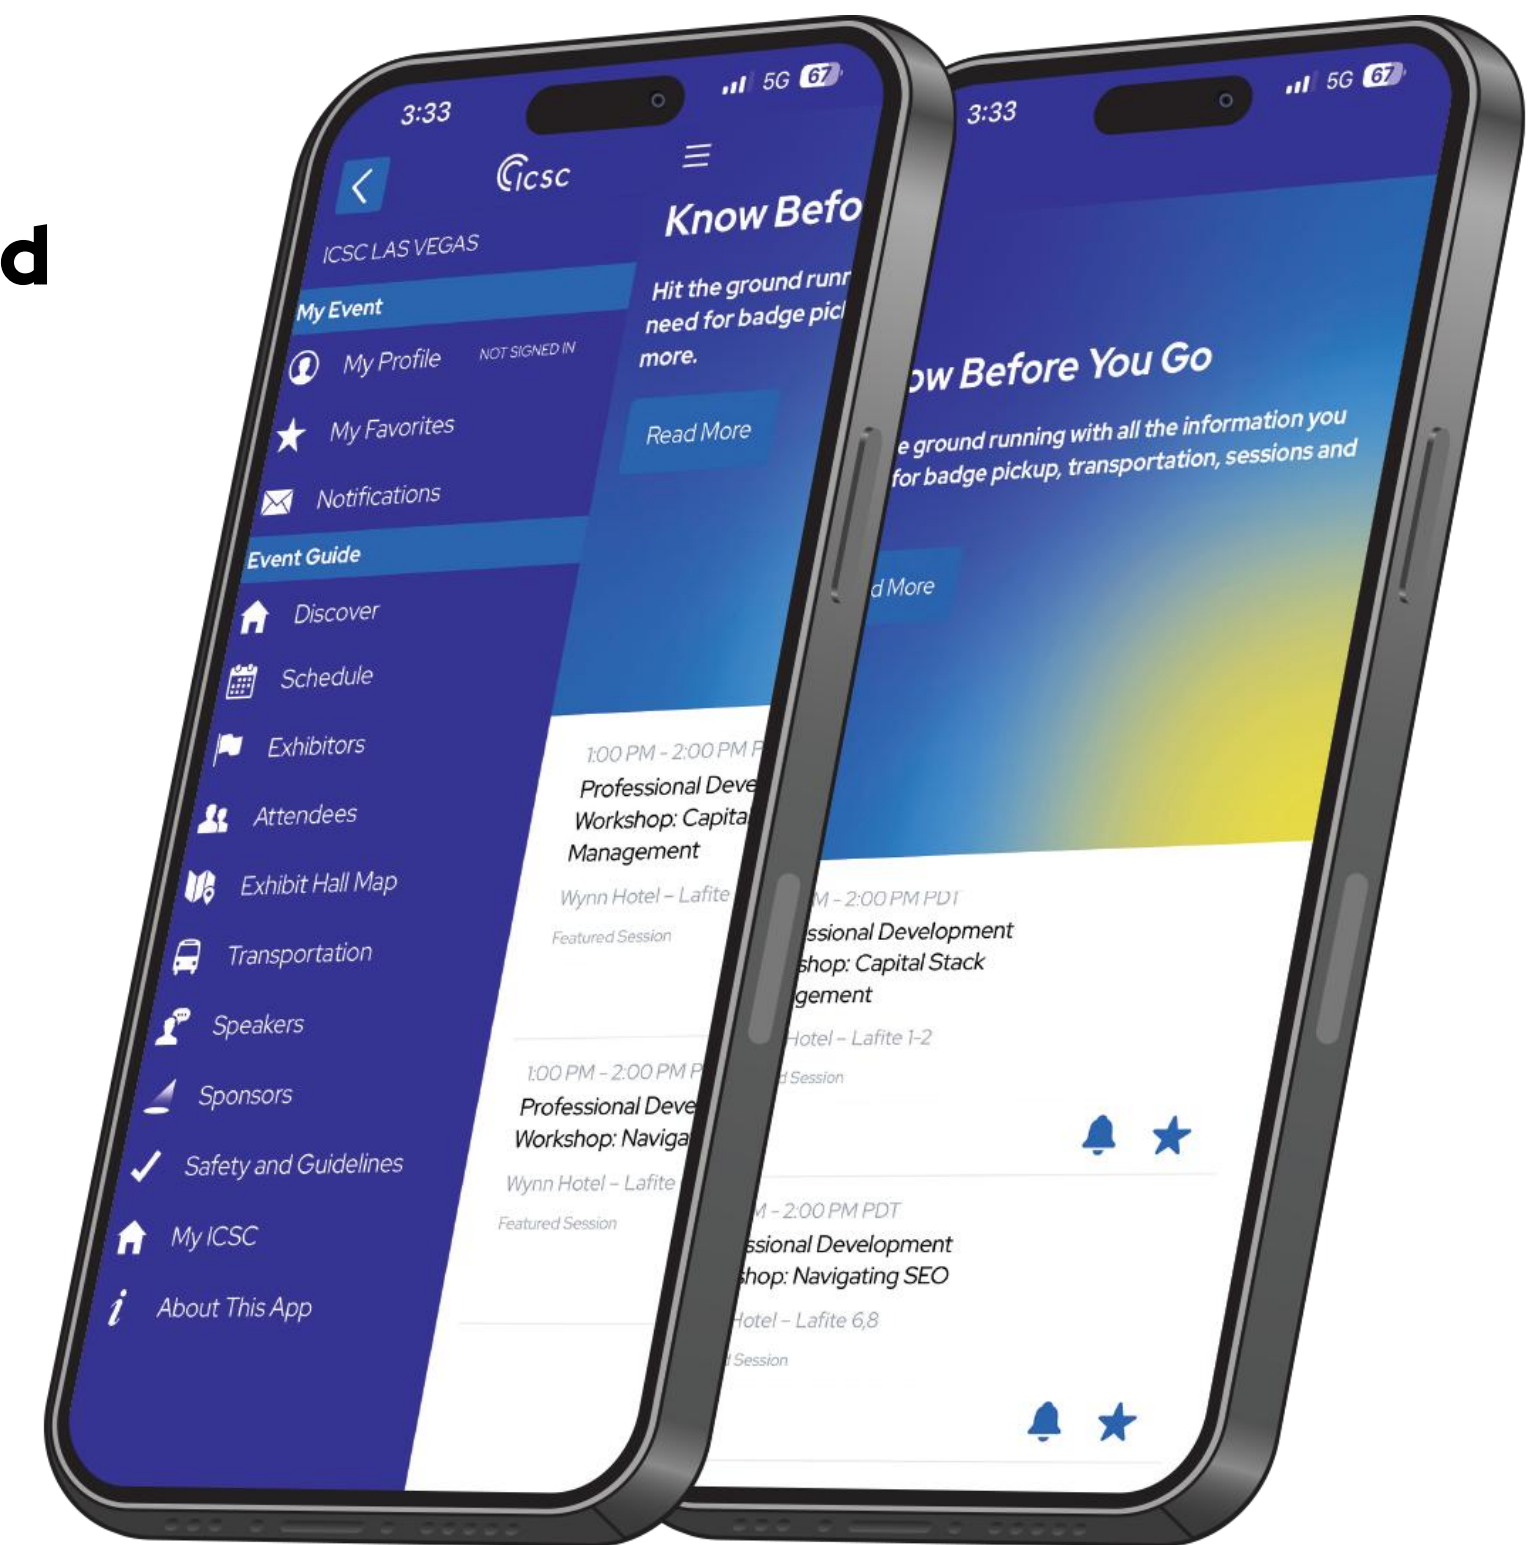 d
3:33
5G 67
icsc
ICSC LAS VEGAS
My Event
My Profile NOT SIGNED IN
My Favorites
Notifications
Event Guide
Discover
Schedule
Exhibitors
Attendees
Exhibit Hall Map
Transportation
Speakers
Sponsors
Safety and Guidelines
My ICSC
About This App
Know Befo
Hit the ground runn
need for badge pick
more.
Read More
1:00 PM – 2:00 PM P
Professional Deve
Workshop: Capital
Management
Wynn Hotel – Lafite
Featured Session
1:00 PM – 2:00 PM P
Professional Deve
Workshop: Naviga
Wynn Hotel – Lafite
Featured Session
3:33
5G 67
ow Before You Go
e ground running with all the information you
for badge pickup, transportation, sessions and
d More
M – 2:00 PM PDT
ssional Development
shop: Capital Stack
gement
Hotel – Lafite 1-2
d Session
M – 2:00 PM PDT
ssional Development
shop: Navigating SEO
Hotel – Lafite 6,8
d Session